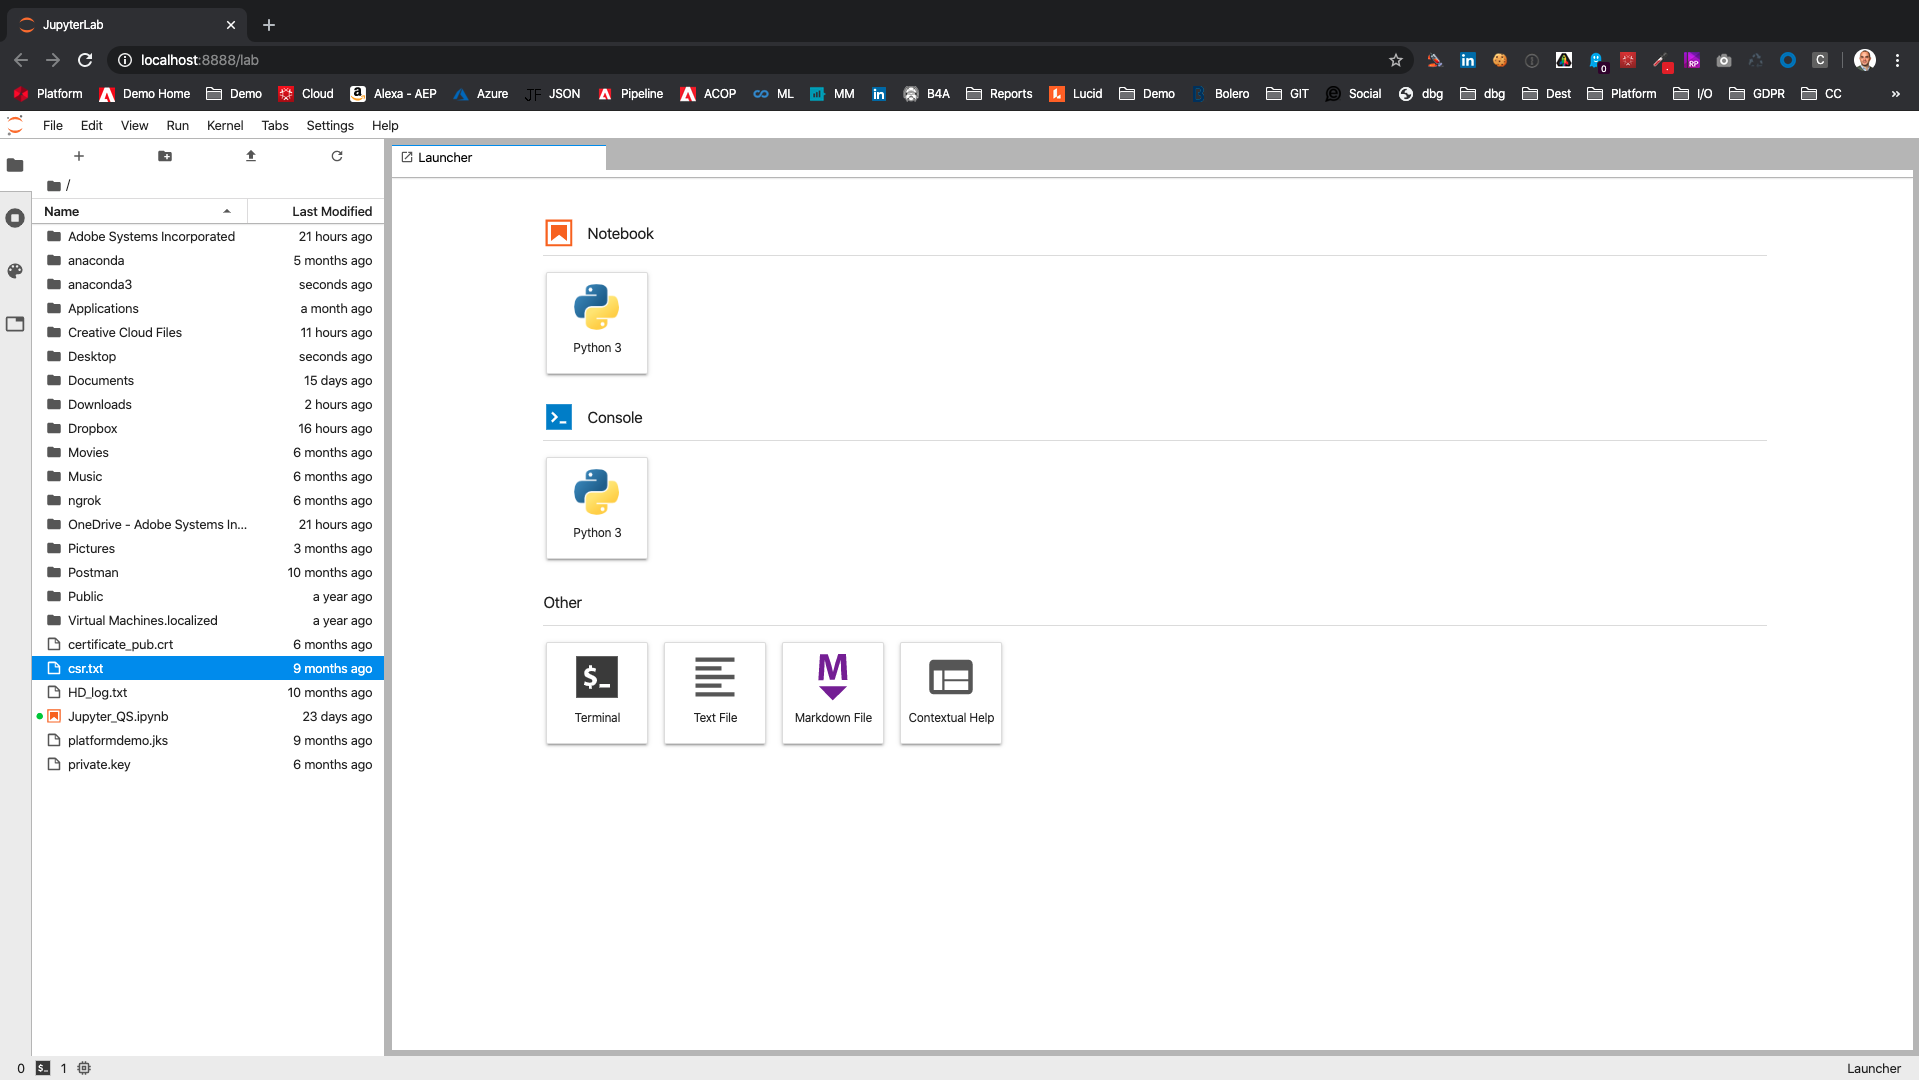 JupyterLab
localhost:8888/lab
Platform Demo Home Demo Cloud Alexa - AEP Azure JF JSON Pipeline ACOP ML MM B4A Reports Lucid Demo Bolero GIT Social dbg dbg Dest Platform I/O GDPR CC »
File Edit View Run Kernel Tabs Settings Help
Launcher
/
Name Last Modified
Adobe Systems Incorporated 21 hours ago
anaconda 5 months ago
anaconda3 seconds ago
Applications a month ago
Creative Cloud Files 11 hours ago
Desktop seconds ago
Documents 15 days ago
Downloads 2 hours ago
Dropbox 16 hours ago
Movies 6 months ago
Music 6 months ago
ngrok 6 months ago
OneDrive - Adobe Systems In... 21 hours ago
Pictures 3 months ago
Postman 10 months ago
Public a year ago
Virtual Machines.localized a year ago
certificate_pub.crt 6 months ago
csr.txt 9 months ago
HD_log.txt 10 months ago
Jupyter_QS.ipynb 23 days ago
platformdemo.jks 9 months ago
private.key 6 months ago
Notebook
Python 3
Console
Python 3
Other
$_ M
Terminal Text File Markdown File Contextual Help
0 $_ 1 Launcher